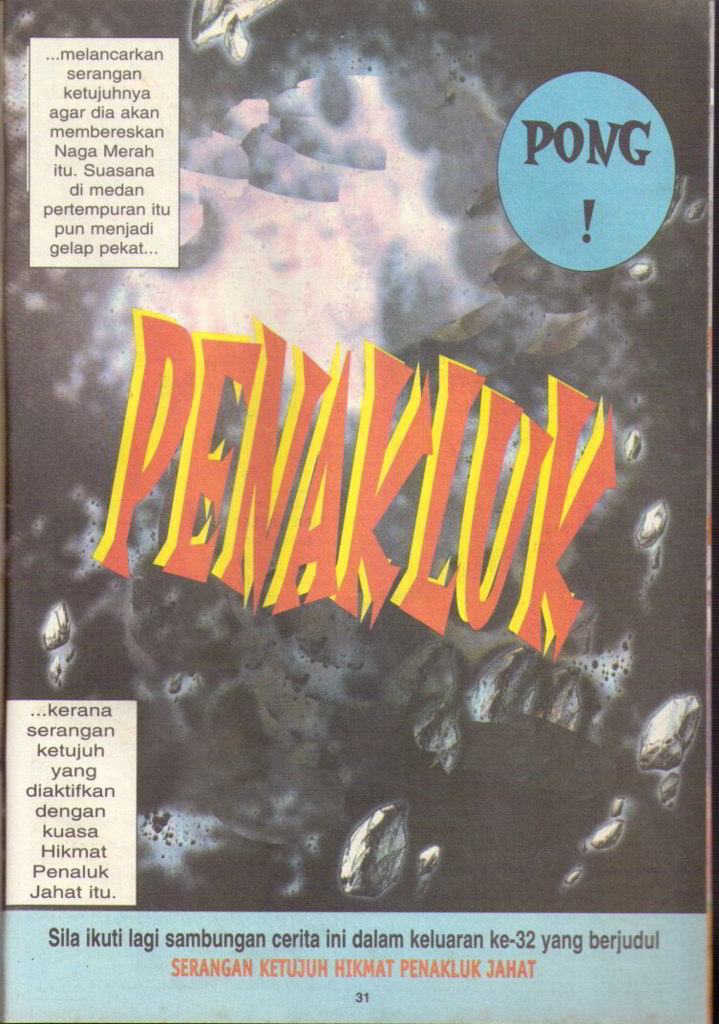 ...melancarkan
serangan
ketujuhnya
agar dia akan
membereskan
Naga Merah
itu. Suasana
di medan
pertempuran itu
pun menjadi
gelap pekat...
PONG
!
PENAKLUK
...kerana
serangan
ketujuh
yang
diaktifkan
dengan
kuasa
Hikmat
Penaluk
Jahat itu.
Sila ikuti lagi sambungan cerita ini dalam keluaran ke-32 yang berjudul
SERANGAN KETUJUH HIKMAT PENAKLUK JAHAT
31